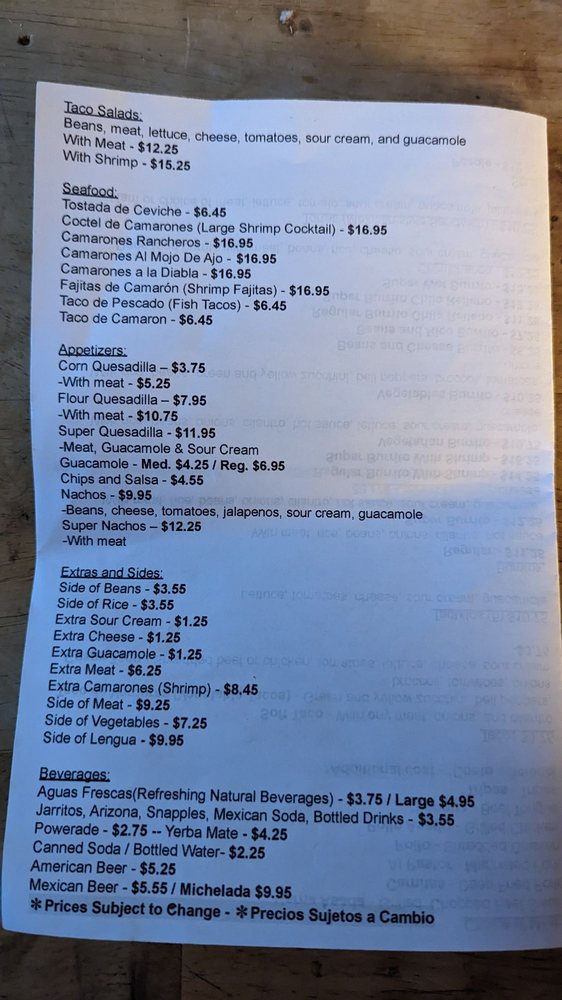 Taco Salads:
Beans, meat, lettuce, cheese, tomatoes, sour cream, and guacamole
With Meat - $12.25
With Shrimp - $15.25
Seafood:
Tostada de Ceviche - $6.45
Coctel de Camarones (Large Shrimp Cocktail) - $16.95
Camarones Rancheros - $16.95
Camarones Al Mojo De Ajo - $16.95
Camarones a la Diabla - $16.95
Fajitas de Camarón (Shrimp Fajitas) - $16.95
Taco de Pescado (Fish Tacos) - $6.45
Taco de Camaron - $6.45
Appetizers:
Corn Quesadilla – $3.75
-With meat - $5.25
Flour Quesadilla – $7.95
-With meat - $10.75
Super Quesadilla - $11.95
-Meat, Guacamole & Sour Cream
Guacamole - Med. $4.25 / Reg. $6.95
Chips and Salsa - $4.55
Nachos - $9.95
-Beans, cheese, tomatoes, jalapenos, sour cream, guacamole
Super Nachos – $12.25
-With meat
Extras and Sides:
Side of Beans - $3.55
Side of Rice - $3.55
Extra Sour Cream - $1.25
Extra Cheese - $1.25
Extra Guacamole - $1.25
Extra Meat - $6.25
Extra Camarones (Shrimp) - $8.45
Side of Meat - $9.25
Side of Vegetables - $7.25
Side of Lengua - $9.95
Beverages:
Aguas Frescas(Refreshing Natural Beverages) - $3.75 / Large $4.95
Jarritos, Arizona, Snapples, Mexican Soda, Bottled Drinks - $3.55
Powerade - $2.75 -- Yerba Mate - $4.25
Canned Soda / Bottled Water- $2.25
American Beer - $5.25
Mexican Beer - $5.55 / Michelada $9.95
✻Prices Subject to Change - ✻Precios Sujetos a Cambio